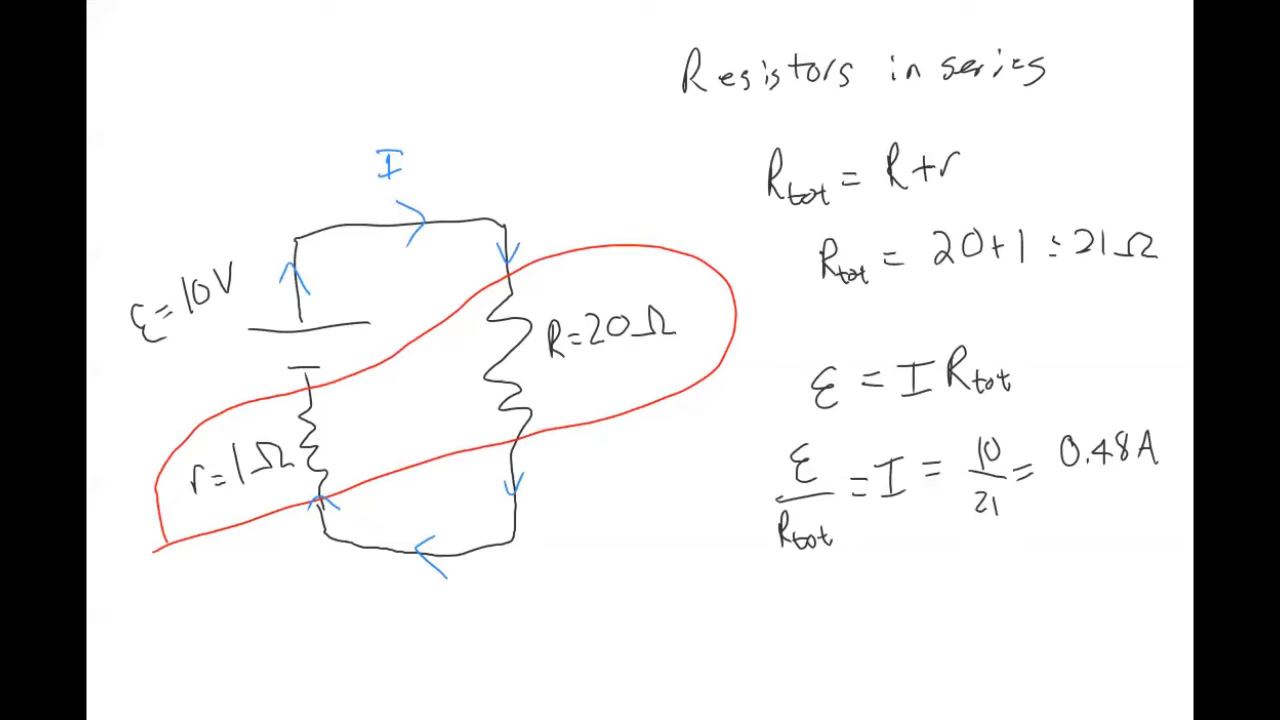 Resistors in series
I
R_tot = R+r
R_tot = 20+1 = 21Ω
ε=10V
R=20Ω
r=1Ω
ε = I R_tot
ε/R_tot = I = 10/21 = 0.48A